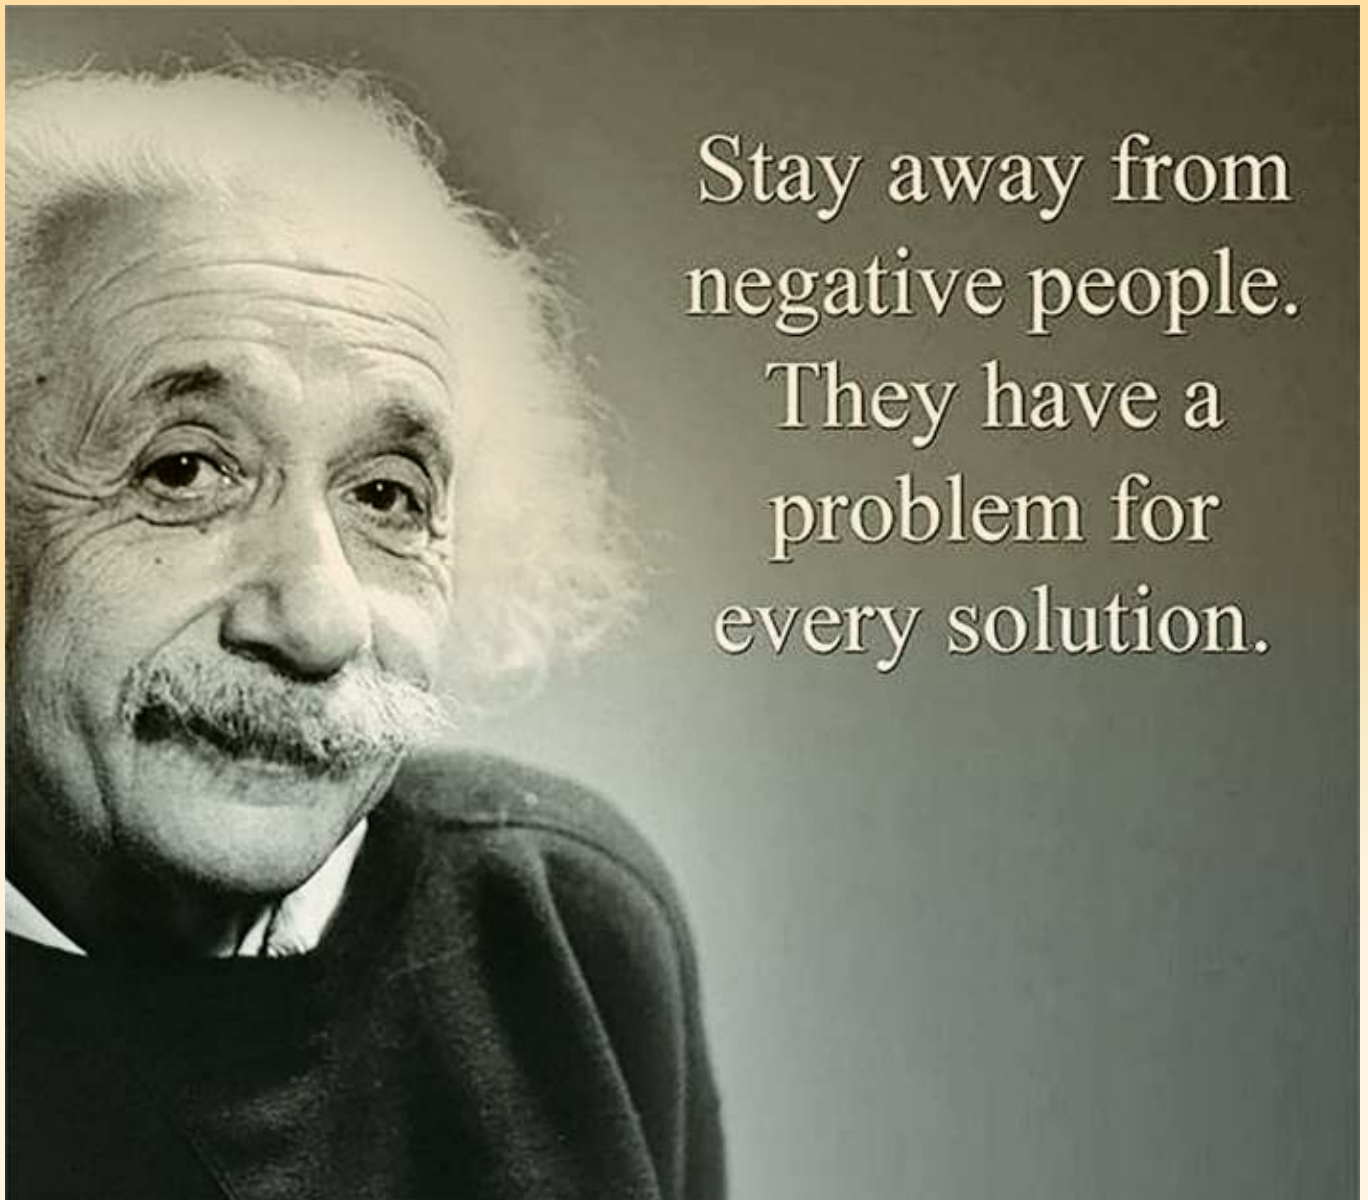 Stay away from
negative people.
They have a
problem for
every solution.